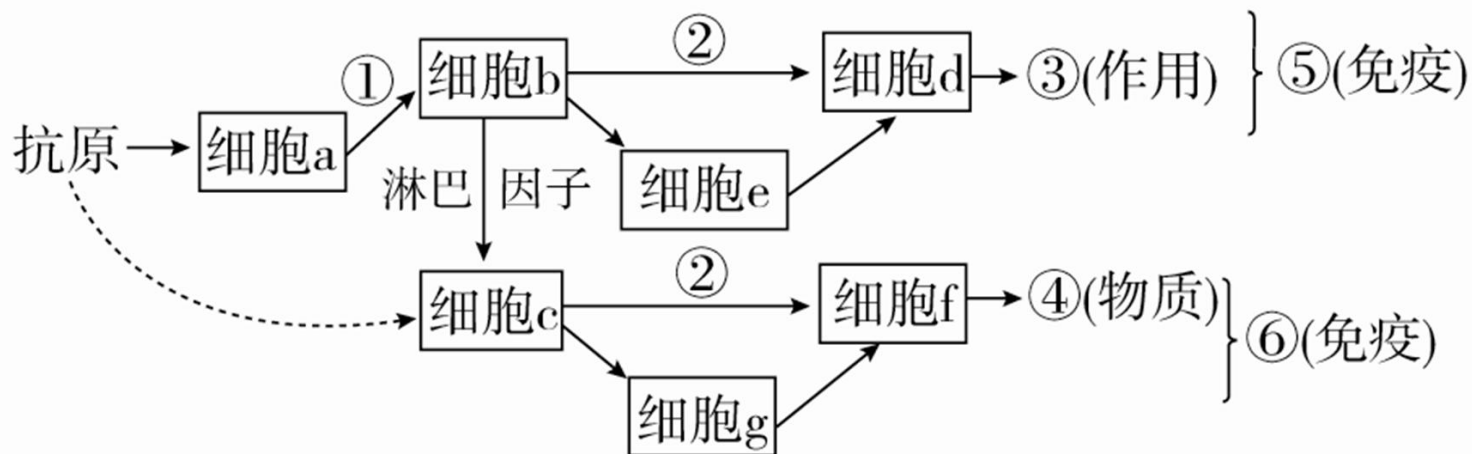 ② 
① 细胞b 细胞d ③(作用) ⑤(免疫)
抗原 细胞a
淋巴 因子 细胞e
②
细胞c 细胞f ④(物质) ⑥(免疫)
细胞g